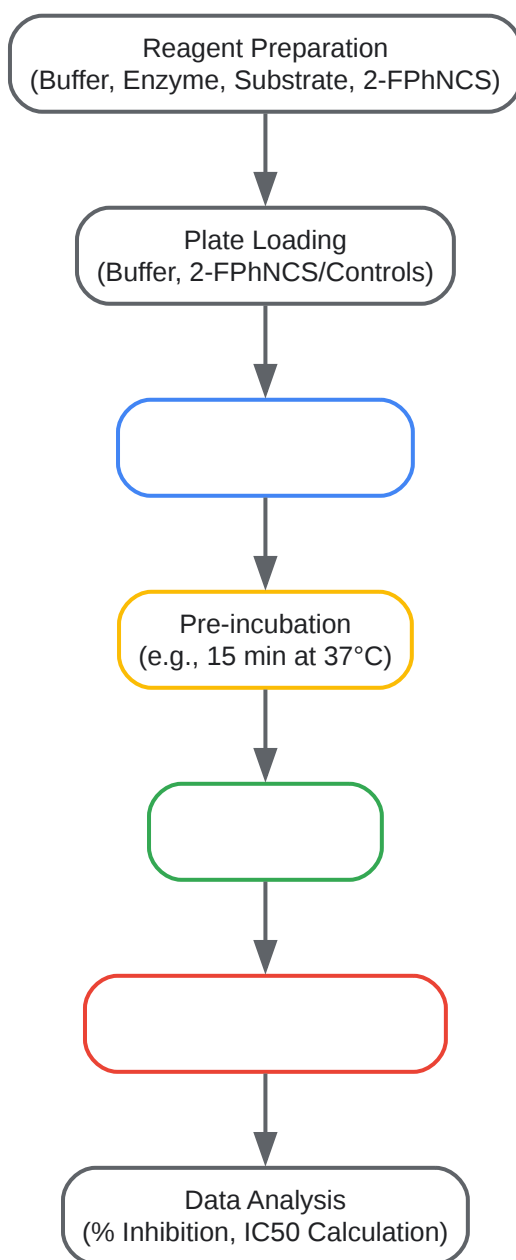 Reagent Preparation
(Buffer, Enzyme, Substrate, 2-FPhNCS)
Plate Loading
(Buffer, 2-FPhNCS/Controls)
Pre-incubation
(e.g., 15 min at 37°C)
Data Analysis
(% Inhibition, IC50 Calculation)